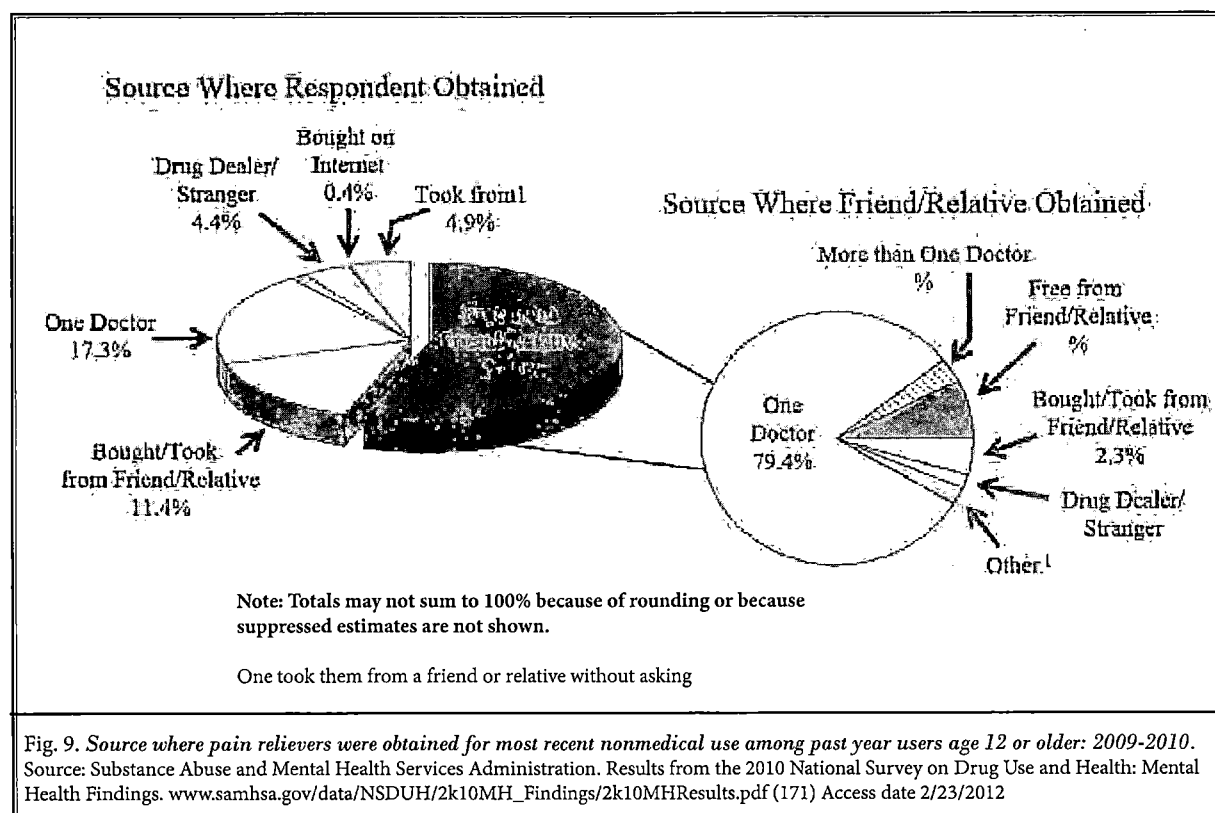 Source Where Respondent Obtained
Bought on
Internet
0.4%
Drug Dealer/
Stranger
4.4%
Took from1
4.9%
One Doctor
17.3%
Bought/Took
from Friend/Relative
11.4%
Source Where Friend/Relative Obtained
More than One Doctor
%
Free from
Friend/Relative
%
One
Doctor
79.4%
Bought/Took from
Friend/Relative
2.3%
Drug Dealer/
Stranger
Other 1
Note: Totals may not sum to 100% because of rounding or because
suppressed estimates are not shown.
One took them from a friend or relative without asking
Fig. 9. Source where pain relievers were obtained for most recent nonmedical use among past year users age 12 or older: 2009-2010.
Source: Substance Abuse and Mental Health Services Administration. Results from the 2010 National Survey on Drug Use and Health: Mental
Health Findings. www.samhsa.gov/data/NSDUH/2k10MH_Findings/2k10MHResults.pdf (171) Access date 2/23/2012